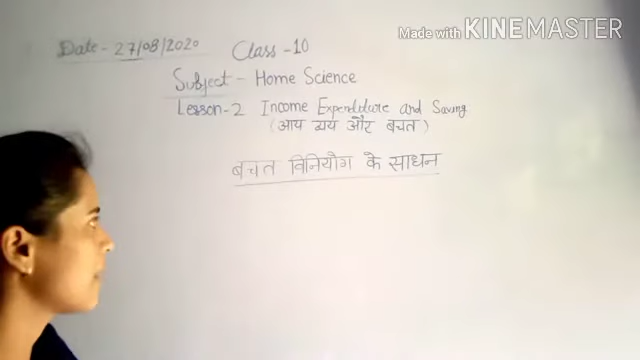 Made with KINEMASTER
Date - 27/08/2020 Class - 10
Subject - Home Science
Lesson-2 Income Expenditure and Saving
(आय व्यय और बचत)
बचत विनियोग के साधन